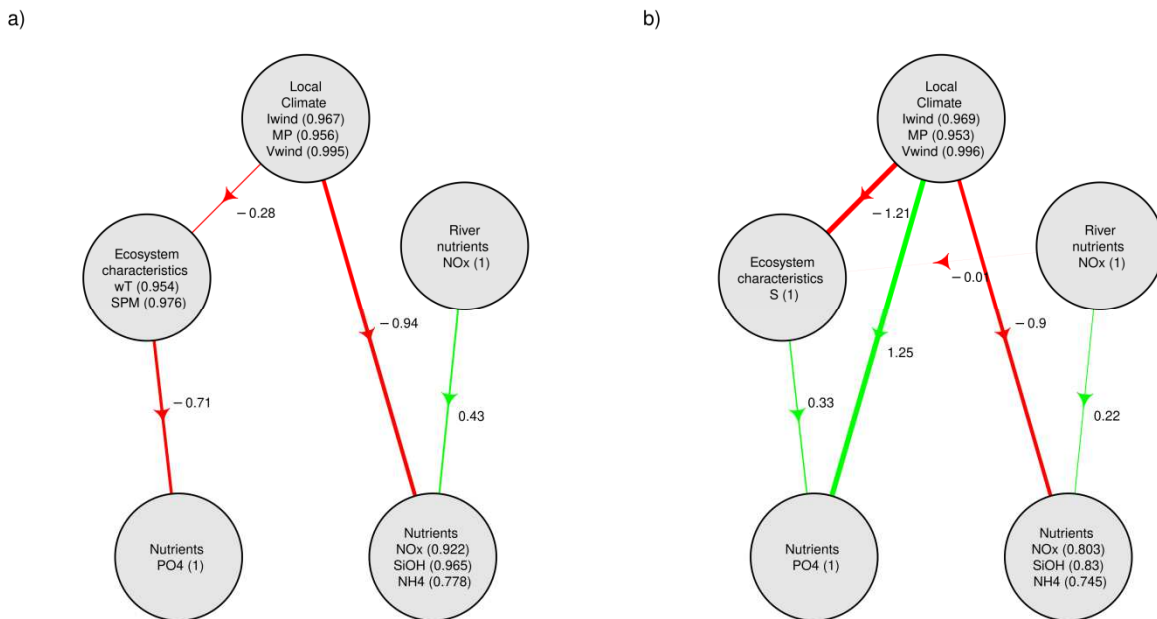 a)
Local
Climate
Iwind (0.967)
MP (0.956)
Vwind (0.995)
River
nutrients
NOx (1)
Ecosystem
characteristics
wT (0.954)
SPM (0.976)
Nutrients
PO4 (1)
Nutrients
NOx (0.922)
SiOH (0.965)
NH4 (0.778)
−0.28
−0.94
−0.71
0.43
b)
Local
Climate
Iwind (0.969)
MP (0.953)
Vwind (0.996)
River
nutrients
NOx (1)
Ecosystem
characteristics
S (1)
Nutrients
PO4 (1)
Nutrients
NOx (0.803)
SiOH (0.83)
NH4 (0.745)
−1.21
−0.01
−0.9
1.25
0.33
0.22